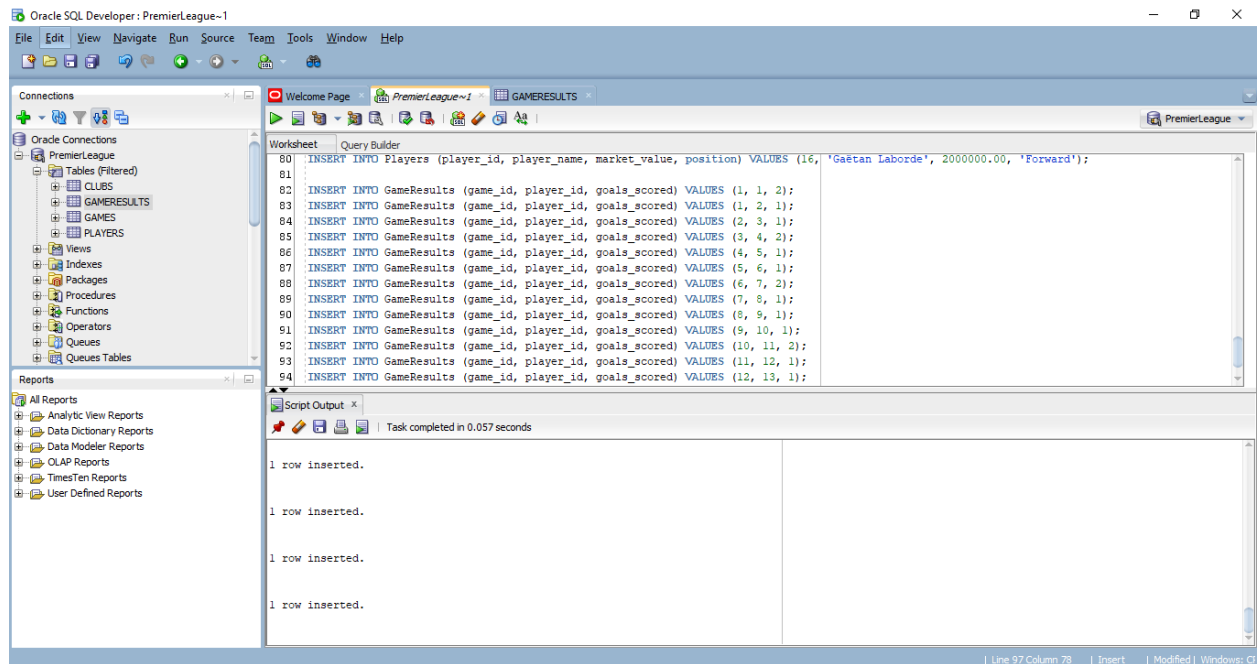 Oracle SQL Developer : PremierLeague~1
File Edit View Navigate Run Source Team Tools Window Help
Connections
Oracle Connections
PremierLeague
Tables (Filtered)
CLUBS
GAMERESULTS
GAMES
PLAYERS
Views
Indexes
Packages
Procedures
Functions
Operators
Queues
Queues Tables
Reports
All Reports
Analytic View Reports
Data Dictionary Reports
Data Modeler Reports
OLAP Reports
TimesTen Reports
User Defined Reports
Welcome Page PremierLeague~1 GAMERESULTS
PremierLeague
Worksheet Query Builder
80 INSERT INTO Players (player_id, player_name, market_value, position) VALUES (16, 'Gaëtan Laborde', 2000000.00, 'Forward');
81
82 INSERT INTO GameResults (game_id, player_id, goals_scored) VALUES (1, 1, 2);
83 INSERT INTO GameResults (game_id, player_id, goals_scored) VALUES (1, 2, 1);
84 INSERT INTO GameResults (game_id, player_id, goals_scored) VALUES (2, 3, 1);
85 INSERT INTO GameResults (game_id, player_id, goals_scored) VALUES (3, 4, 2);
86 INSERT INTO GameResults (game_id, player_id, goals_scored) VALUES (4, 5, 1);
87 INSERT INTO GameResults (game_id, player_id, goals_scored) VALUES (5, 6, 1);
88 INSERT INTO GameResults (game_id, player_id, goals_scored) VALUES (6, 7, 2);
89 INSERT INTO GameResults (game_id, player_id, goals_scored) VALUES (7, 8, 1);
90 INSERT INTO GameResults (game_id, player_id, goals_scored) VALUES (8, 9, 1);
91 INSERT INTO GameResults (game_id, player_id, goals_scored) VALUES (9, 10, 1);
92 INSERT INTO GameResults (game_id, player_id, goals_scored) VALUES (10, 11, 2);
93 INSERT INTO GameResults (game_id, player_id, goals_scored) VALUES (11, 12, 1);
94 INSERT INTO GameResults (game_id, player_id, goals_scored) VALUES (12, 13, 1);
Script Output
Task completed in 0.057 seconds
1 row inserted.
1 row inserted.
1 row inserted.
1 row inserted.
Line 97 Column 78 | Insert | Modified | Windows: